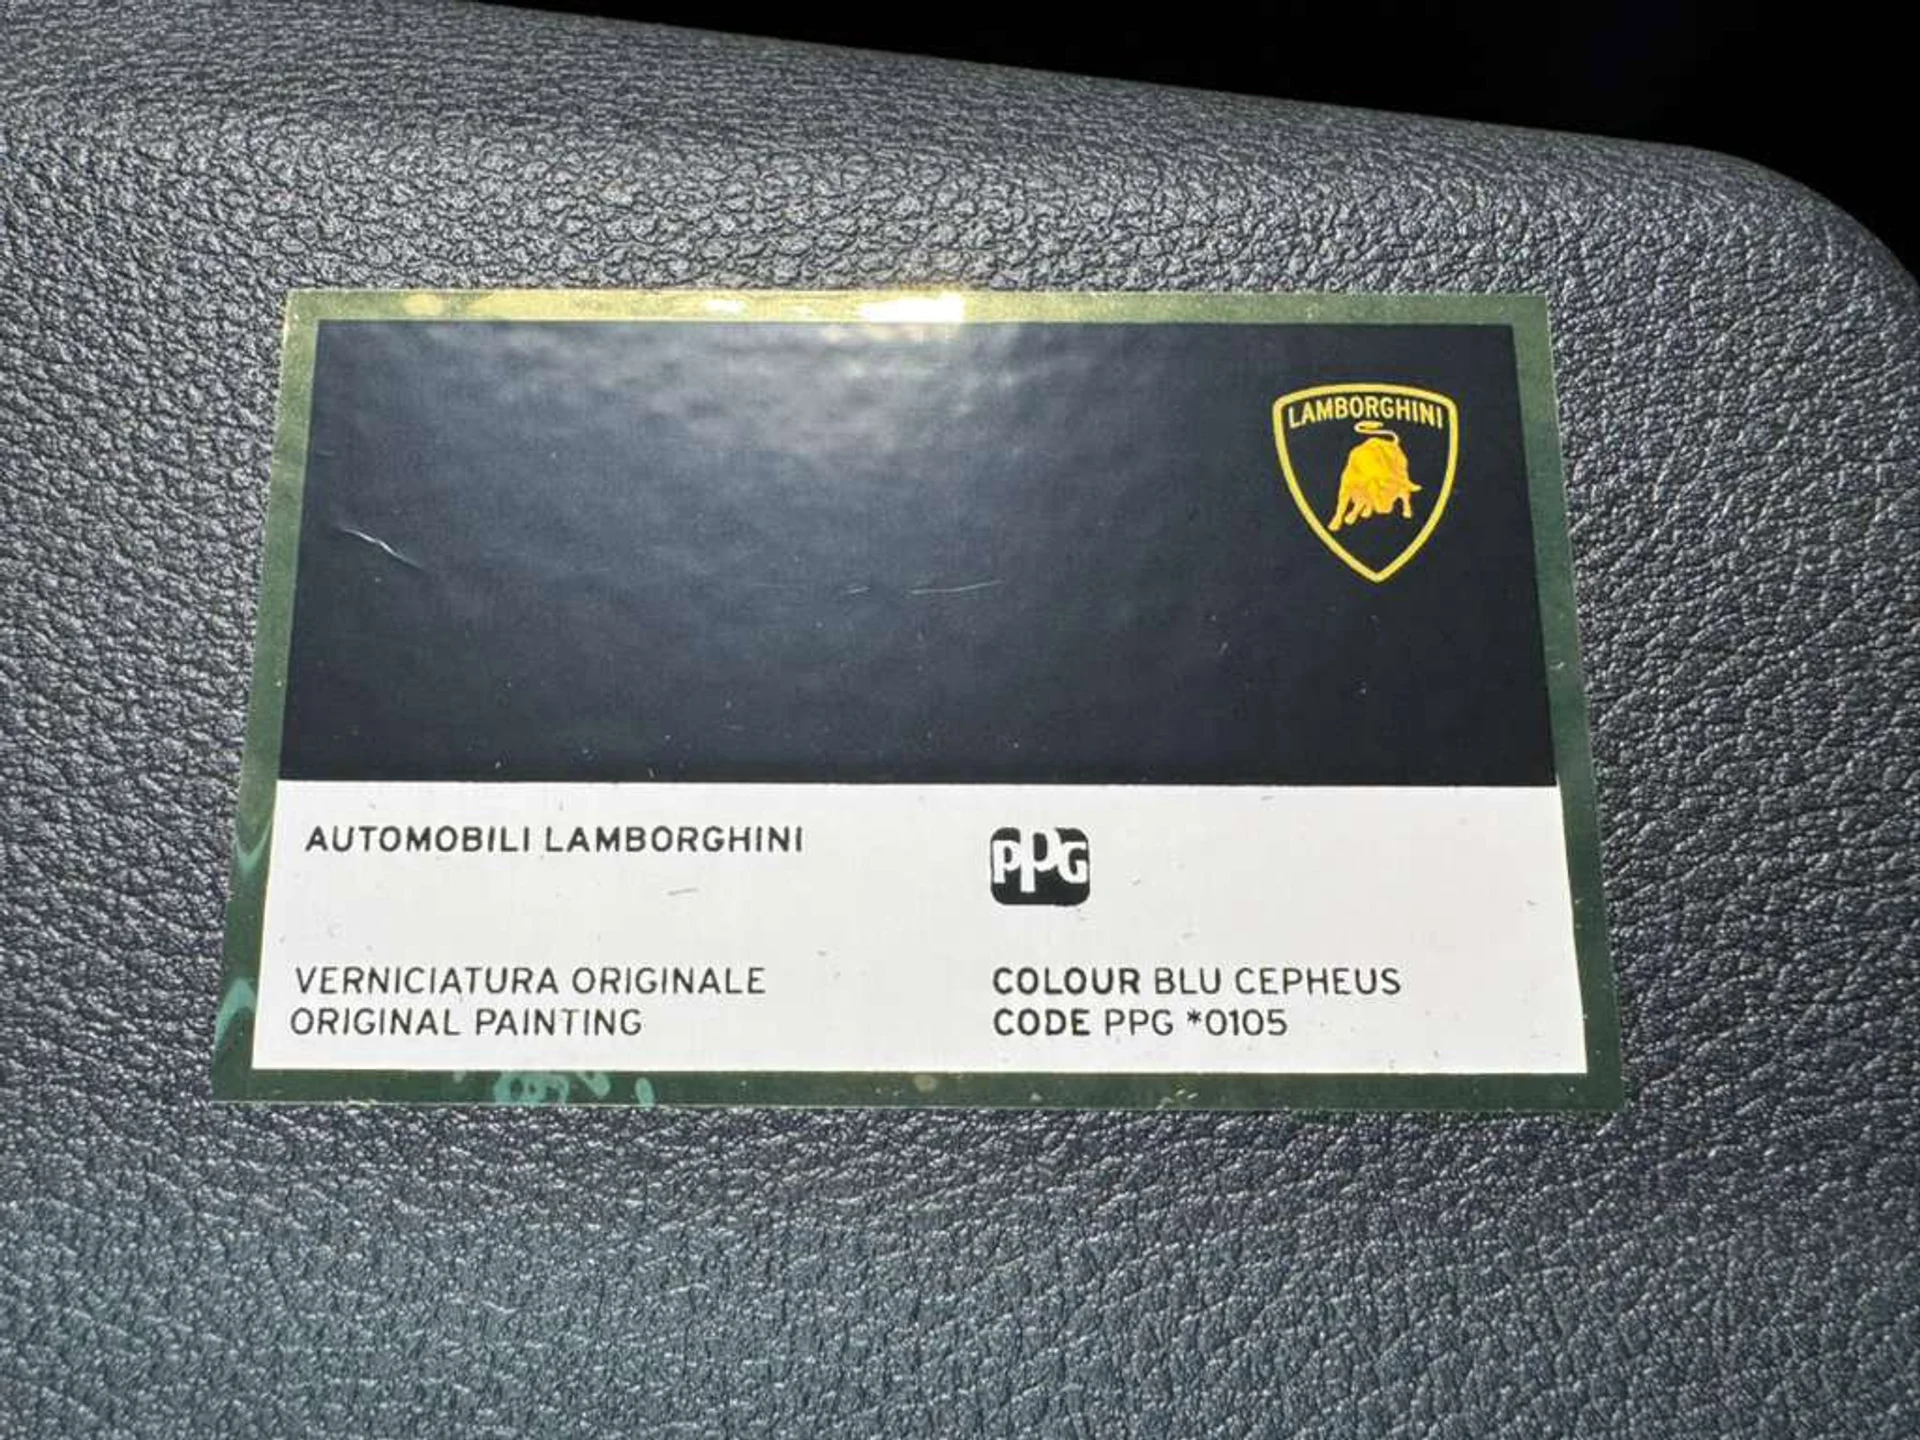 LAMBORGHINI
AUTOMOBILI LAMBORGHINI
PPG
VERNICIATURA ORIGINALE
ORIGINAL PAINTING
COLOUR BLU CEPHEUS
CODE PPG *0105